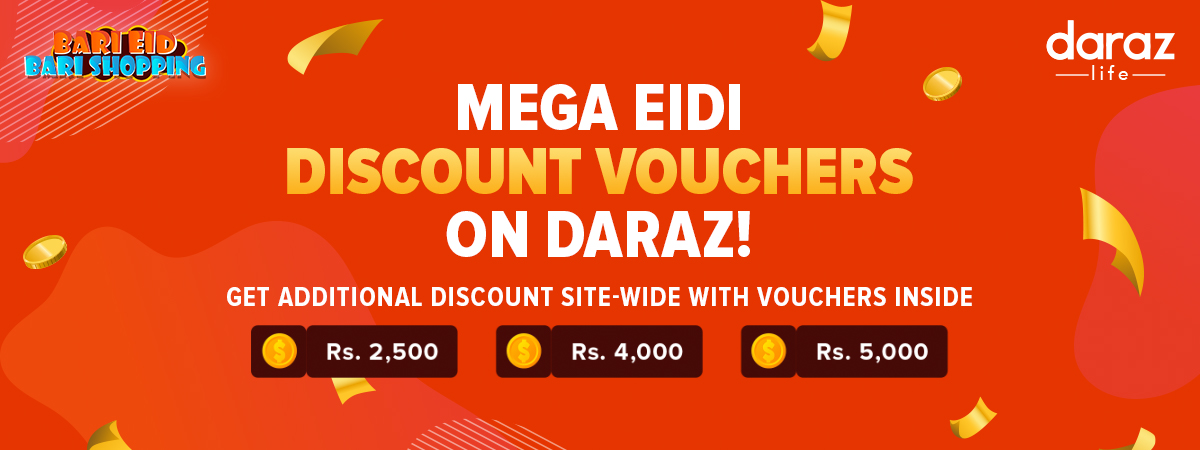 BARI EID
BARI SHOPPING
daraz
life
MEGA EIDI
DISCOUNT VOUCHERS
ON DARAZ!
GET ADDITIONAL DISCOUNT SITE-WIDE WITH VOUCHERS INSIDE
$ Rs. 2,500
$ Rs. 4,000
$ Rs. 5,000